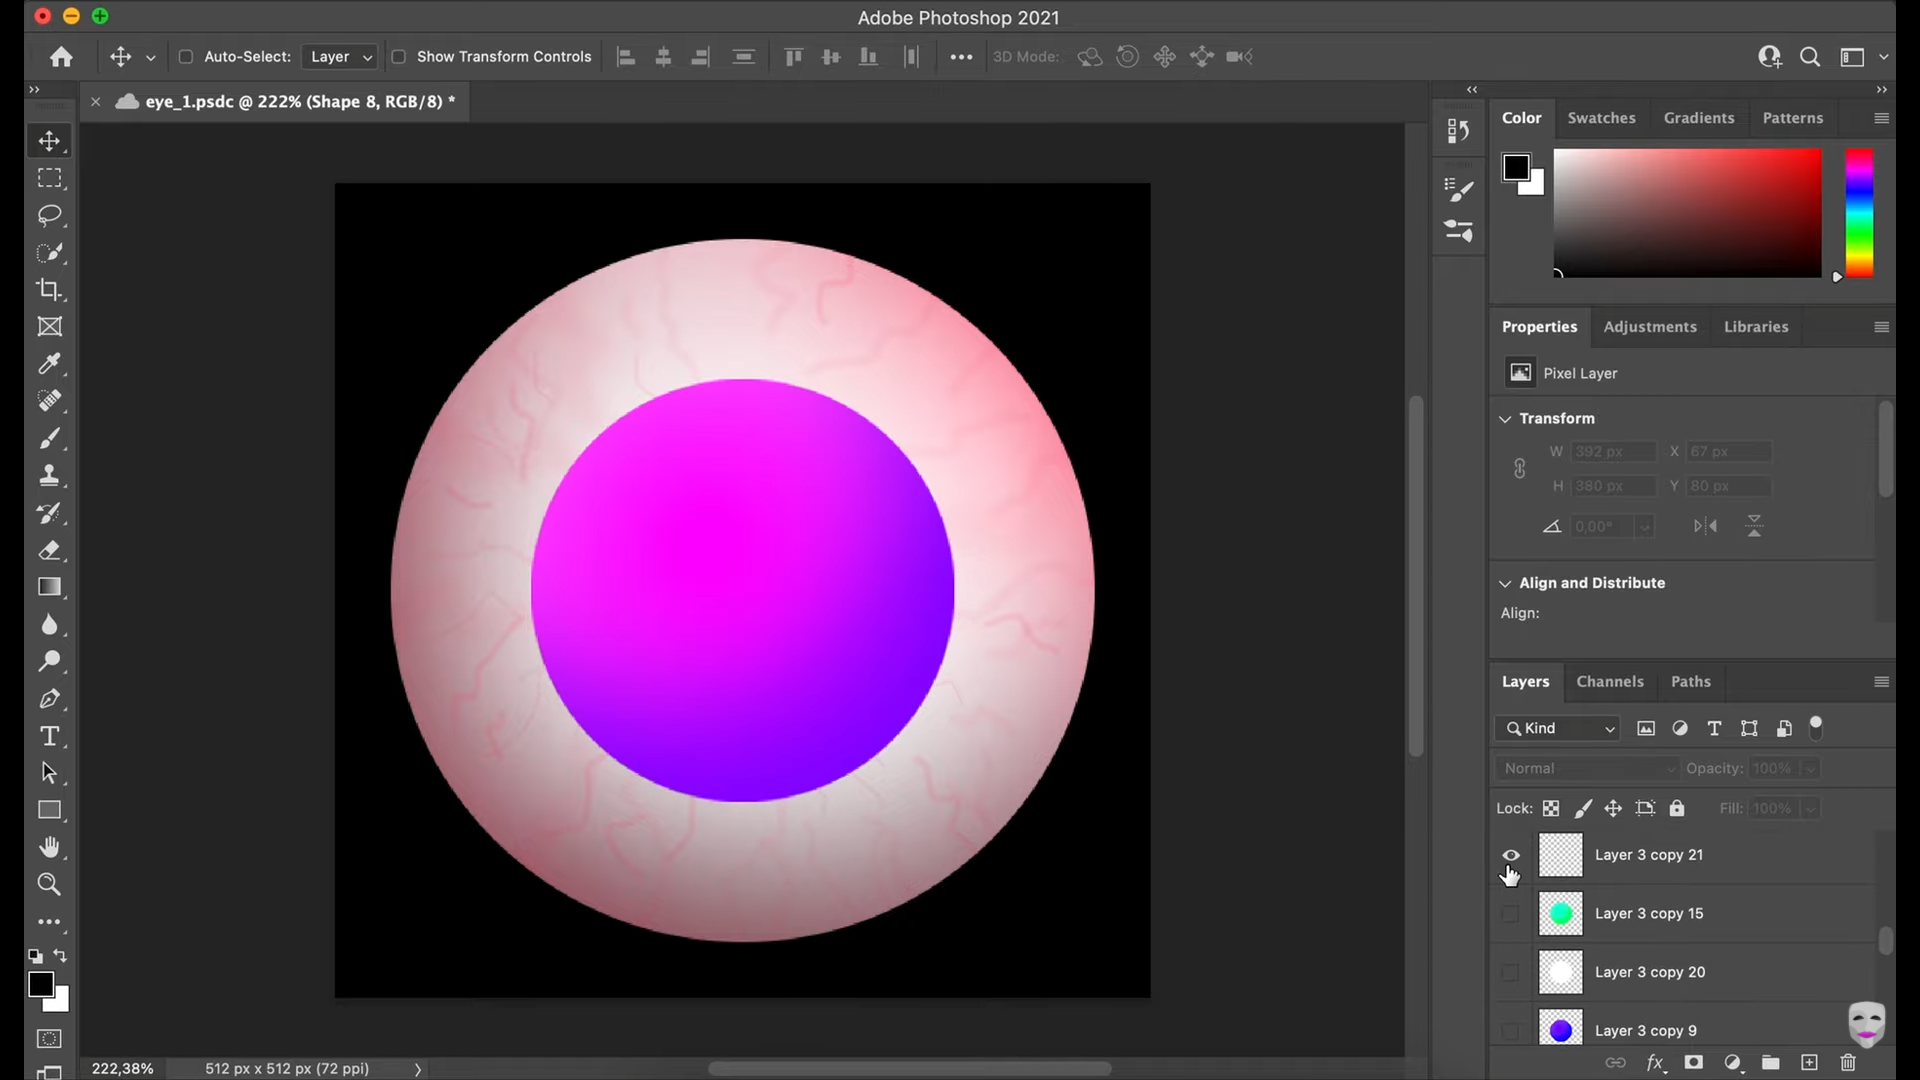 Adobe Photoshop 2021
Auto-Select: Layer Show Transform Controls 3D Mode:
eye_1.psdc @ 222% (Shape 8, RGB/8) *
Color Swatches Gradients Patterns
Properties Adjustments Libraries
Pixel Layer
Transform
W 392 px X 67 px
H 380 px Y 80 px
0,00°
Align and Distribute
Align:
Layers Channels Paths
Kind
Normal Opacity: 100%
Lock: Fill: 100%
Layer 3 copy 21
Layer 3 copy 15
Layer 3 copy 20
Layer 3 copy 9
222,38% 512 px x 512 px (72 ppi)